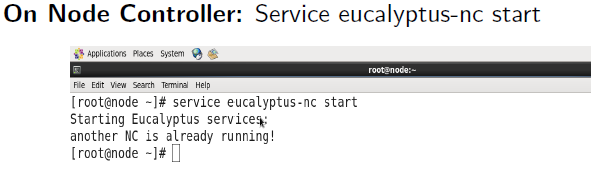 On Node Controller: Service eucalyptus-nc start
Applications Places System
root@node:~
File Edit View Search Terminal Help
[root@node ~]# service eucalyptus-nc start
Starting Eucalyptus services:
another NC is already running!
[root@node ~]#